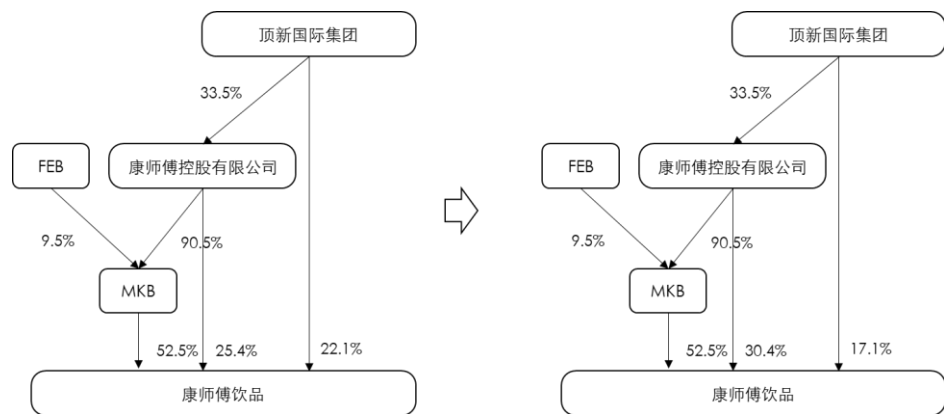 顶新国际集团
33.5%
FEB
康师傅控股有限公司
9.5%
90.5%
MKB
52.5%
25.4%
22.1%
康师傅饮品
顶新国际集团
33.5%
FEB
康师傅控股有限公司
9.5%
90.5%
MKB
52.5%
30.4%
17.1%
康师傅饮品